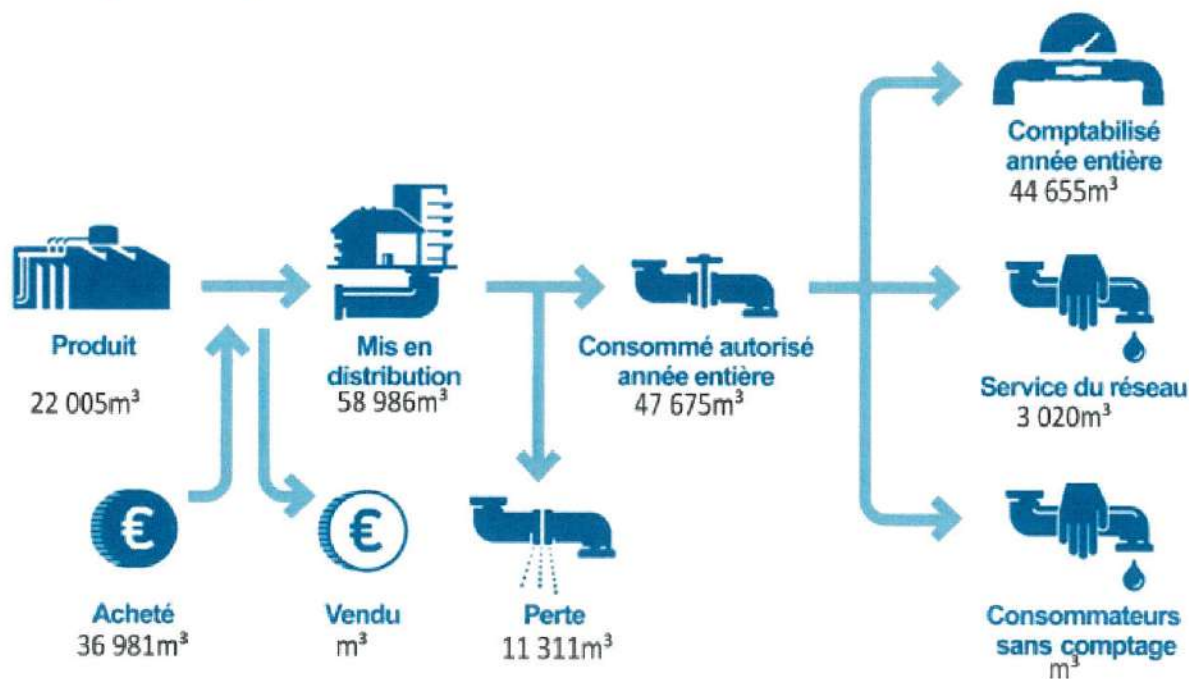 Comptabilisé
année entière
44 655m³
Produit
22 005m³
Mis en
distribution
58 986m³
Consommé autorisé
année entière
47 675m³
Service du réseau
3 020m³
€
Acheté
36 981m³
€
Vendu
m³
Perte
11 311m³
Consommateurs
sans comptage
m³